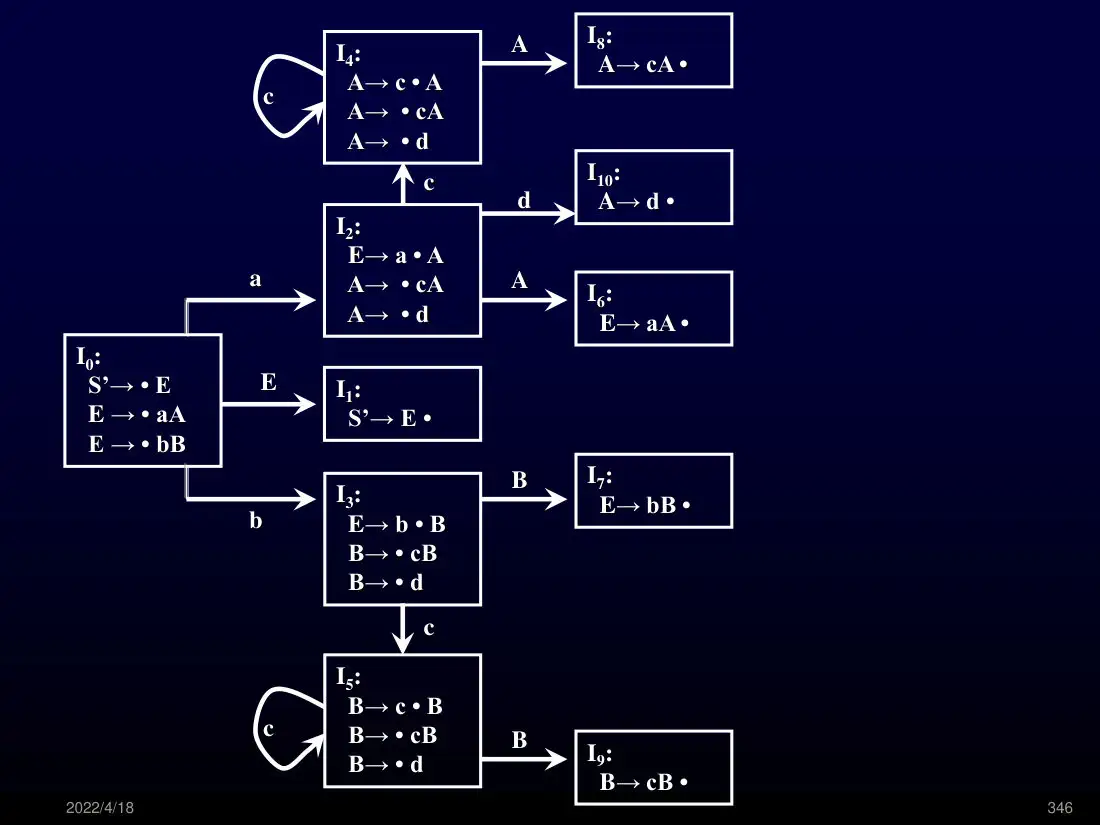 I4:
A→ c • A
A→ • cA
A→ • d
c
A
I8:
A→ cA •
c
I2:
E→ a • A
A→ • cA
A→ • d
d
I10:
A→ d •
a
A
I6:
E→ aA •
I0:
S’→ • E
E → • aA
E → • bB
E
I1:
S’→ E •
b
I3:
E→ b • B
B→ • cB
B→ • d
B
I7:
E→ bB •
c
I5:
B→ c • B
B→ • cB
B→ • d
c
B
I9:
B→ cB •
2022/4/18
346